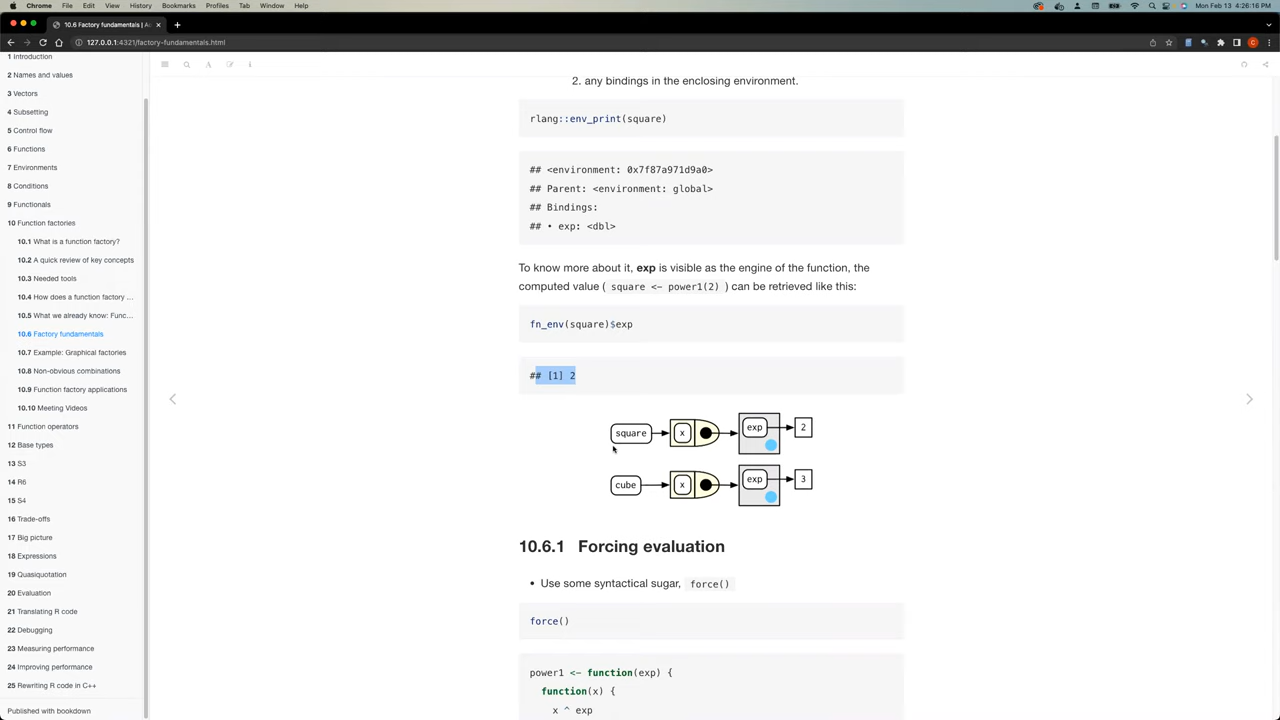 Chrome File Edit View History Bookmarks Profiles Tab Window Help Mon Feb 13 4:26:16 PM
10.6 Factory fundamentals | A
127.0.0.1:4321/factory-fundamentals.html
1 Introduction
2 Names and values
3 Vectors
4 Subsetting
5 Control flow
6 Functions
7 Environments
8 Conditions
9 Functionals
10 Function factories
10.1 What is a function factory?
10.2 A quick review of key concepts
10.3 Needed tools
10.4 How does a function factory ...
10.5 What we already know: Func...
10.6 Factory fundamentals
10.7 Example: Graphical factories
10.8 Non-obvious combinations
10.9 Function factory applications
10.10 Meeting Videos
11 Function operators
12 Base types
13 S3
14 R6
15 S4
16 Trade-offs
17 Big picture
18 Expressions
19 Quasiquotation
20 Evaluation
21 Translating R code
22 Debugging
23 Measuring performance
24 Improving performance
25 Rewriting R code in C++
Published with bookdown
2. any bindings in the enclosing environment.
rlang::env_print(square)
## <environment: 0x7f87a971d9a0>
## Parent: <environment: global>
## Bindings:
## • exp: <dbl>
To know more about it, exp is visible as the engine of the function, the
computed value ( square <- power1(2) ) can be retrieved like this:
fn_env(square)$exp
## [1] 2
square x exp 2
cube x exp 3
10.6.1 Forcing evaluation
• Use some syntactical sugar, force()
force()
power1 <- function(exp) {
function(x) {
x ^ exp